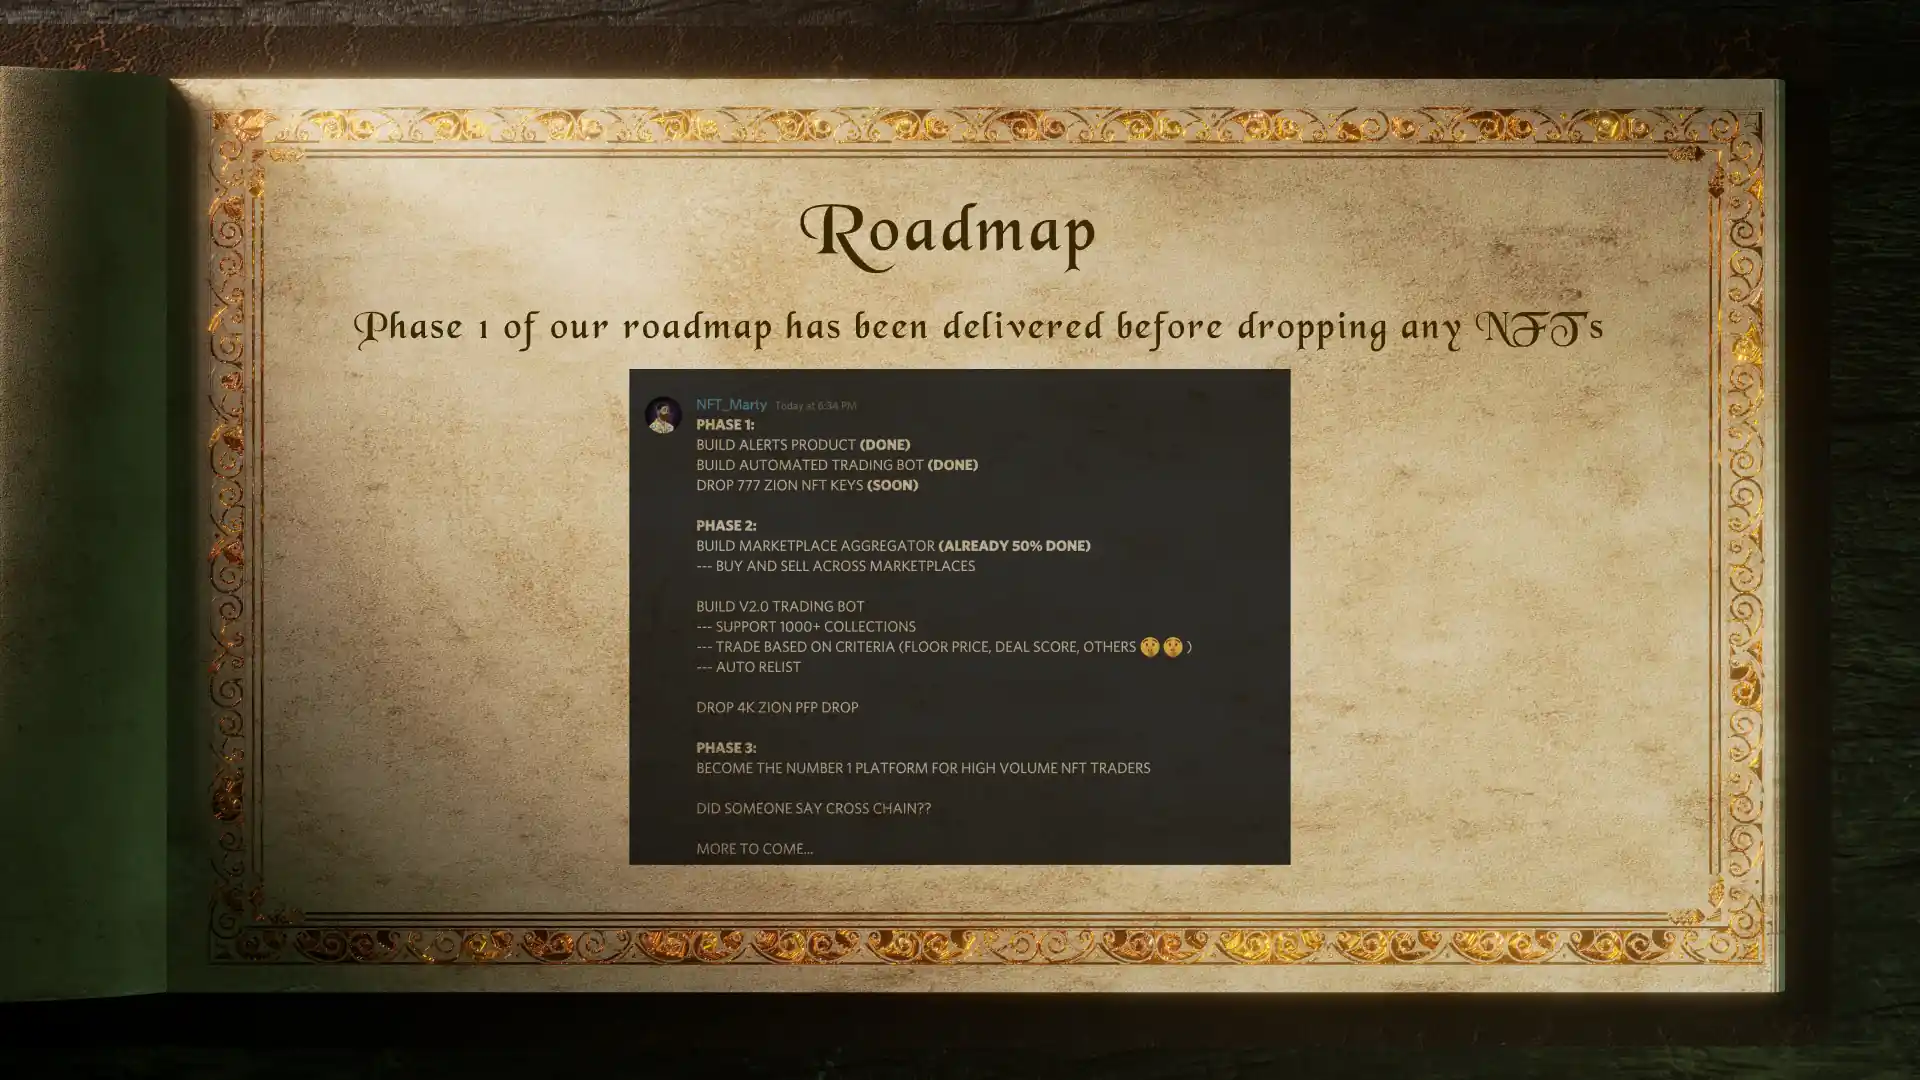 Roadmap
Phase 1 of our roadmap has been delivered before dropping any NFTs
NFT_Marty Today at 6:34 PM
PHASE 1:
BUILD ALERTS PRODUCT (DONE)
BUILD AUTOMATED TRADING BOT (DONE)
DROP 777 ZION NFT KEYS (SOON)
PHASE 2:
BUILD MARKETPLACE AGGREGATOR (ALREADY 50% DONE)
--- BUY AND SELL ACROSS MARKETPLACES
BUILD V2.0 TRADING BOT
--- SUPPORT 1000+ COLLECTIONS
--- TRADE BASED ON CRITERIA (FLOOR PRICE, DEAL SCORE, OTHERS 🤫🤫)
--- AUTO RELIST
DROP 4K ZION PFP DROP
PHASE 3:
BECOME THE NUMBER 1 PLATFORM FOR HIGH VOLUME NFT TRADERS
DID SOMEONE SAY CROSS CHAIN??
MORE TO COME...